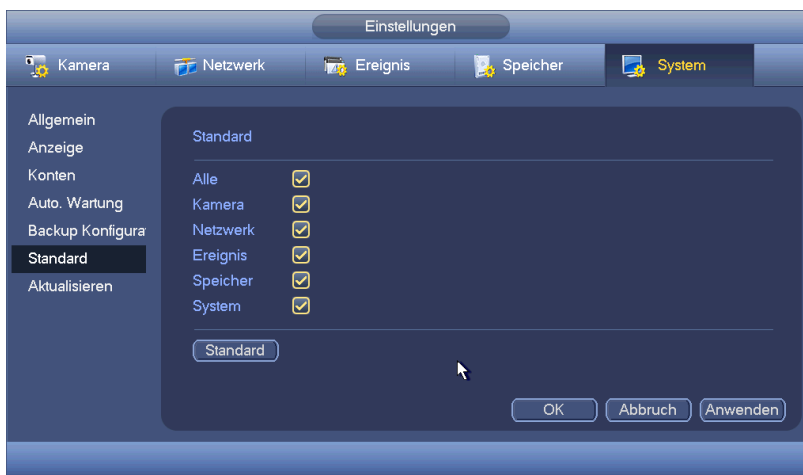 Einstellungen
Kamera Netzwerk Ereignis Speicher System
Allgemein
Anzeige
Konten
Auto. Wartung
Backup Konfigura
Standard
Aktualisieren
Standard
Alle
Kamera
Netzwerk
Ereignis
Speicher
System
Standard
OK Abbruch Anwenden